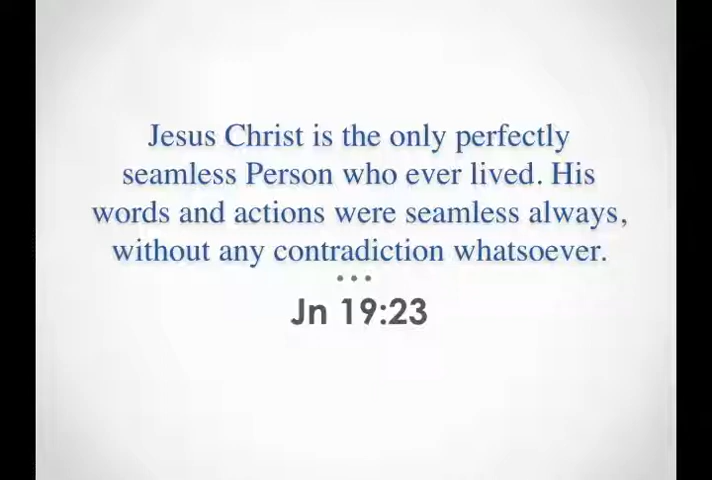 Jesus Christ is the only perfectly
seamless Person who ever lived. His
words and actions were seamless always,
without any contradiction whatsoever.
•••
Jn 19:23